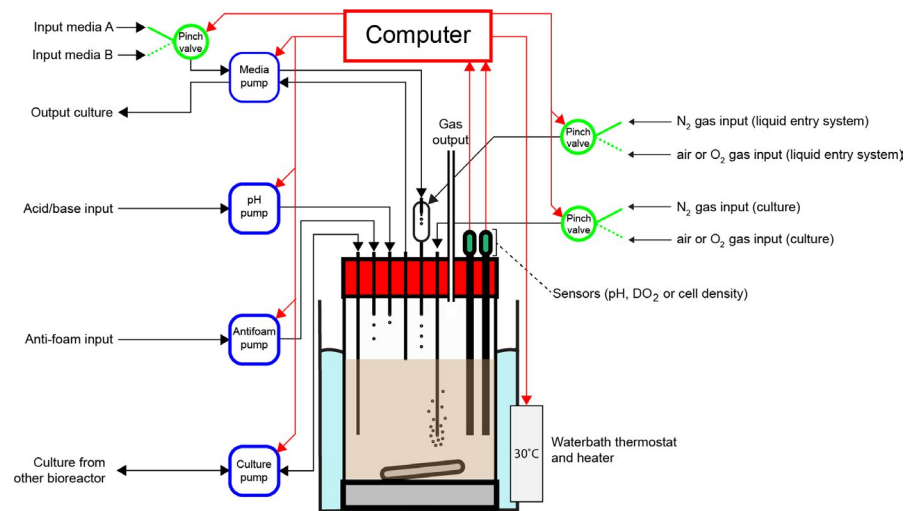 Input media A
Input media B
Pinch
valve
Computer
Media
pump
Output culture
Gas
output
N2 gas input (liquid entry system)
Pinch
valve
air or O2 gas input (liquid entry system)
Acid/base input
pH
pump
N2 gas input (culture)
Pinch
valve
air or O2 gas input (culture)
Sensors (pH, DO2 or cell density)
Anti-foam input
Antifoam
pump
Culture from
other bioreactor
Culture
pump
30°C
Waterbath thermostat
and heater